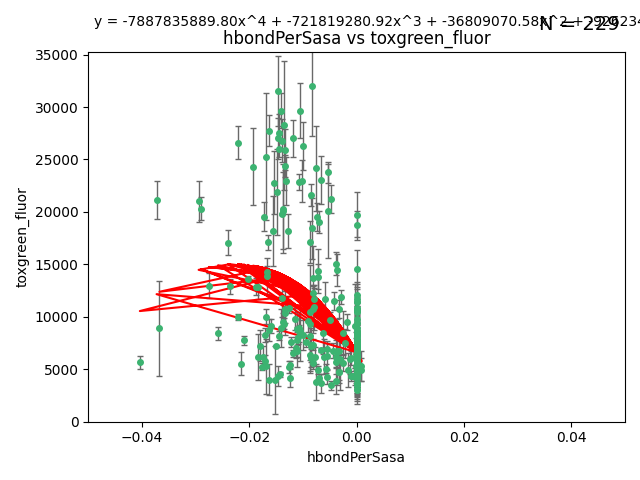 y = -7887835889.80x^4 + -721819280.92x^3 + -36809070.58x^2 +
N = 229
hbondPerSasa vs toxgreen_fluor
35000
30000
25000
20000
15000
10000
5000
0
toxgreen_fluor
−0.04 −0.02 0.00 0.02 0.04
hbondPerSasa